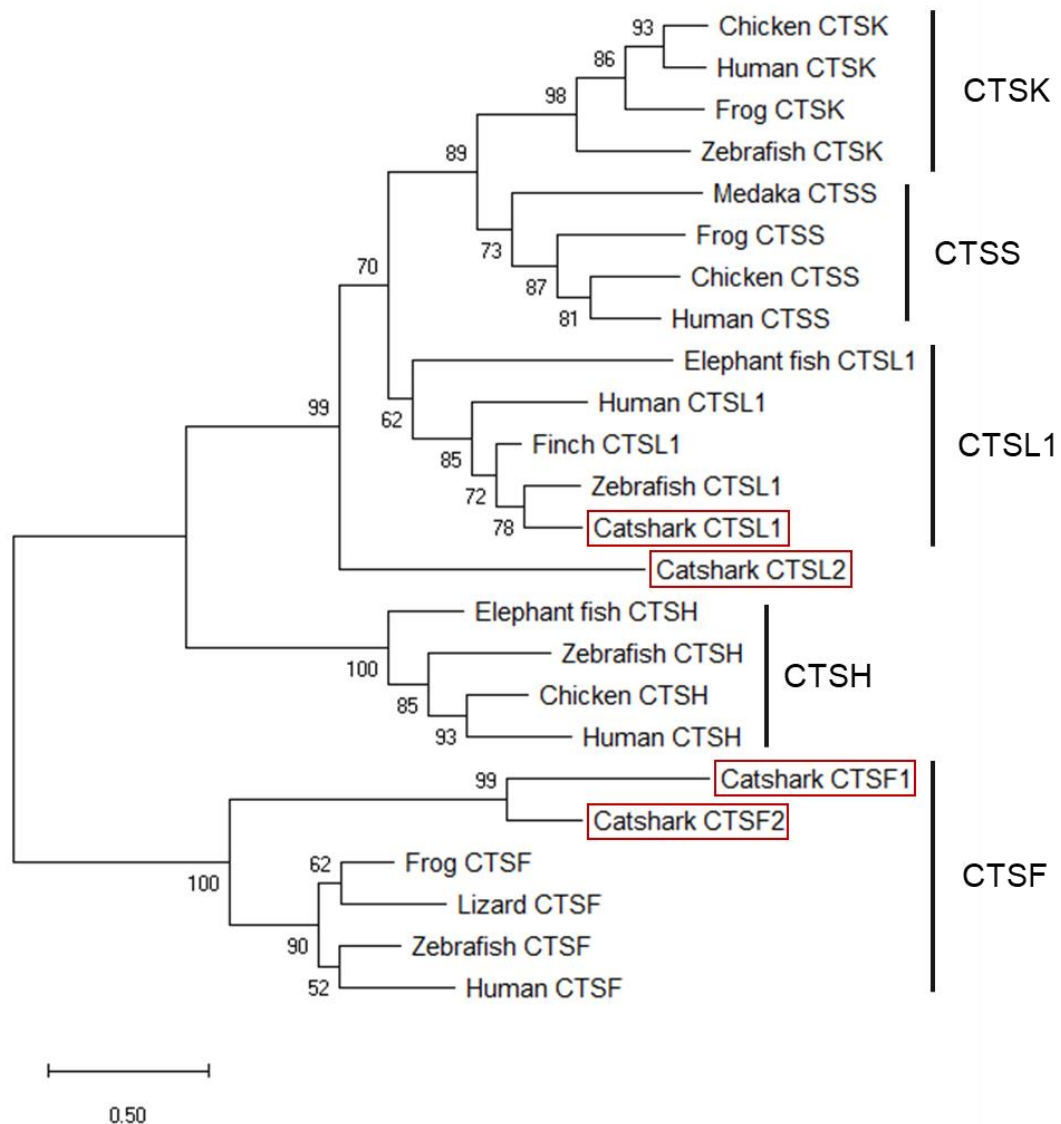 93
Chicken CTSK
Human CTSK
86
Frog CTSK
98
Zebrafish CTSK
CTSK
89
Medaka CTSS
73
Frog CTSS
87
Chicken CTSS
81
Human CTSS
CTSS
70
Elephant fish CTSL1
62
Human CTSL1
85
Finch CTSL1
72
Zebrafish CTSL1
78
Catshark CTSL1
CTSL1
99
Catshark CTSL2
Elephant fish CTSH
100
Zebrafish CTSH
85
Chicken CTSH
93
Human CTSH
CTSH
99
Catshark CTSF1
Catshark CTSF2
100
62
Frog CTSF
Lizard CTSF
90
Zebrafish CTSF
52
Human CTSF
CTSF
0.50